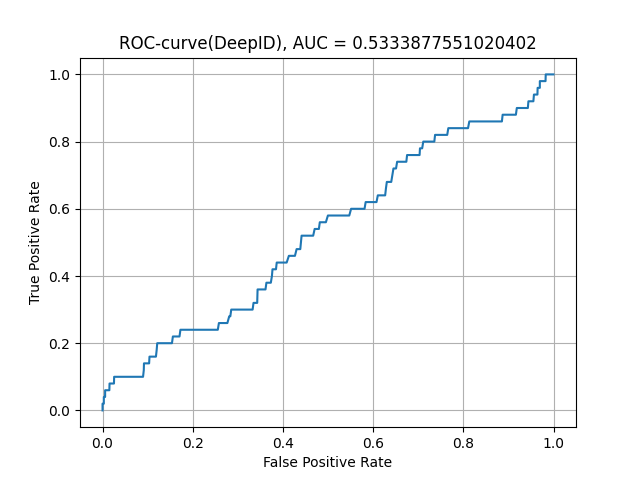 ROC-curve(DeepID), AUC = 0.5333877551020402
1.0
0.8
0.6
0.4
0.2
0.0
True Positive Rate
0.0 0.2 0.4 0.6 0.8 1.0
False Positive Rate